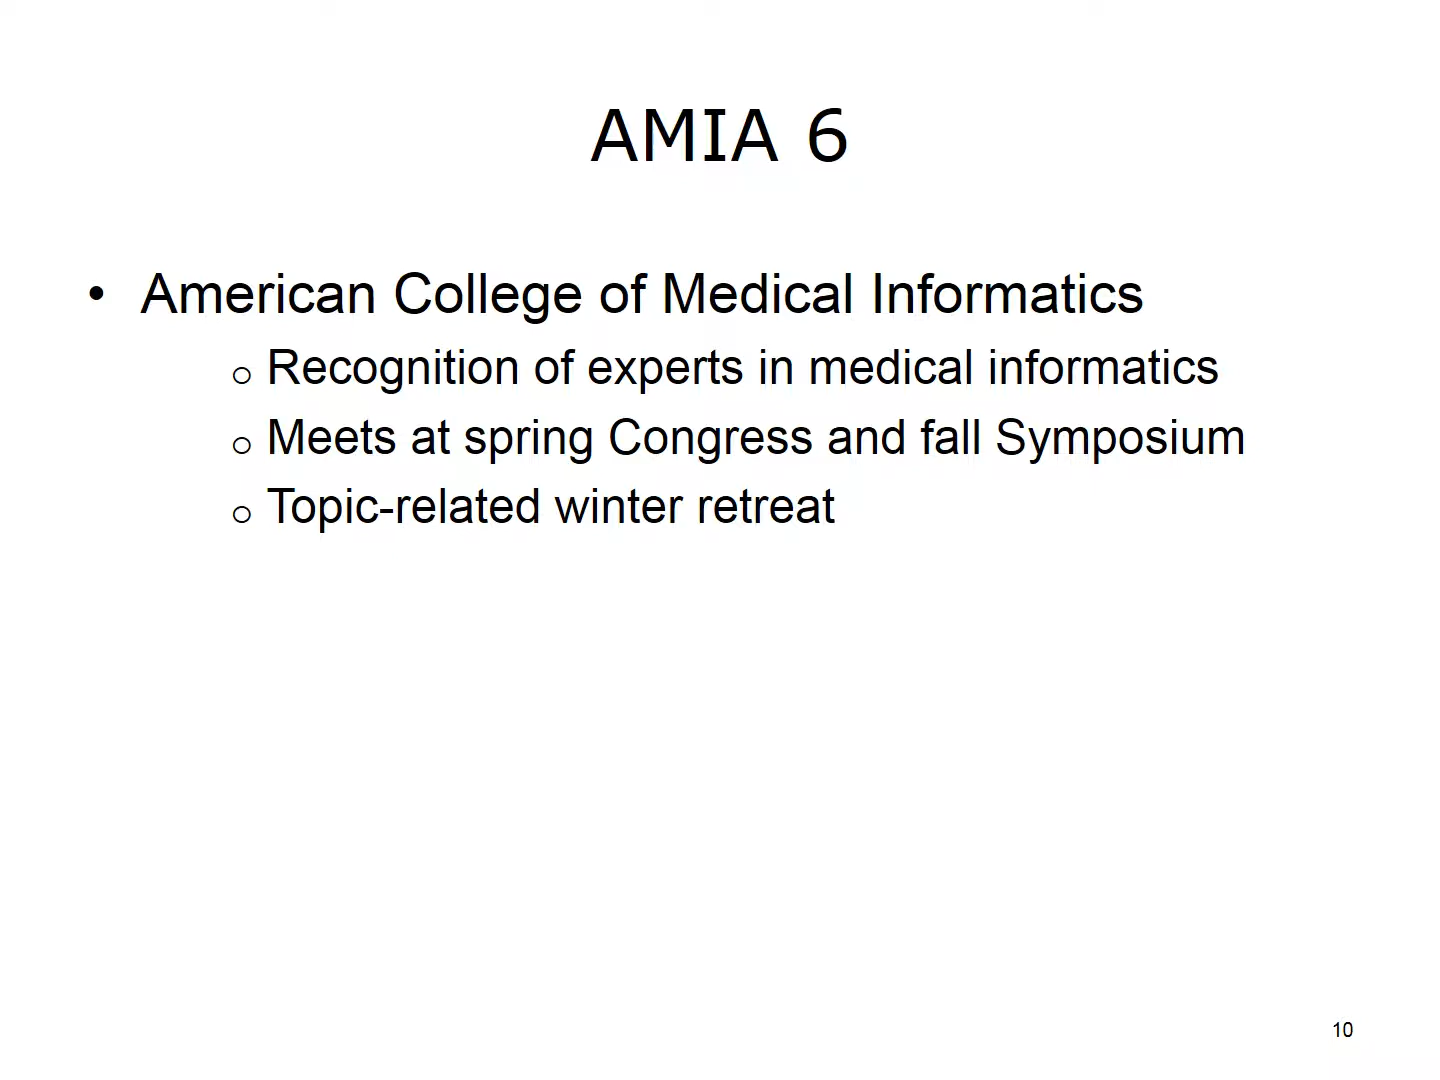 AMIA 6
• American College of Medical Informatics
o Recognition of experts in medical informatics
o Meets at spring Congress and fall Symposium
o Topic-related winter retreat
10